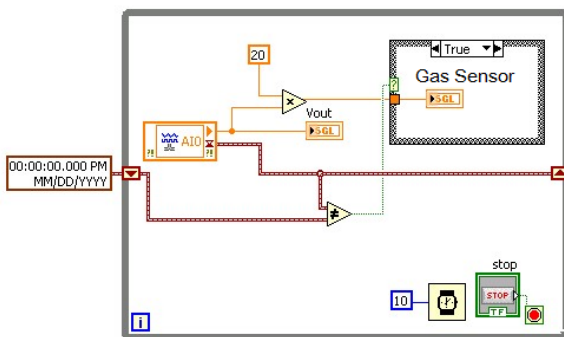 True
20
Gas Sensor
?
×
SGL
Vout
SGL
AI0
?!
?!
00:00:00.000 PM
MM/DD/YYYY
≠
stop
10
STOP
TF
i